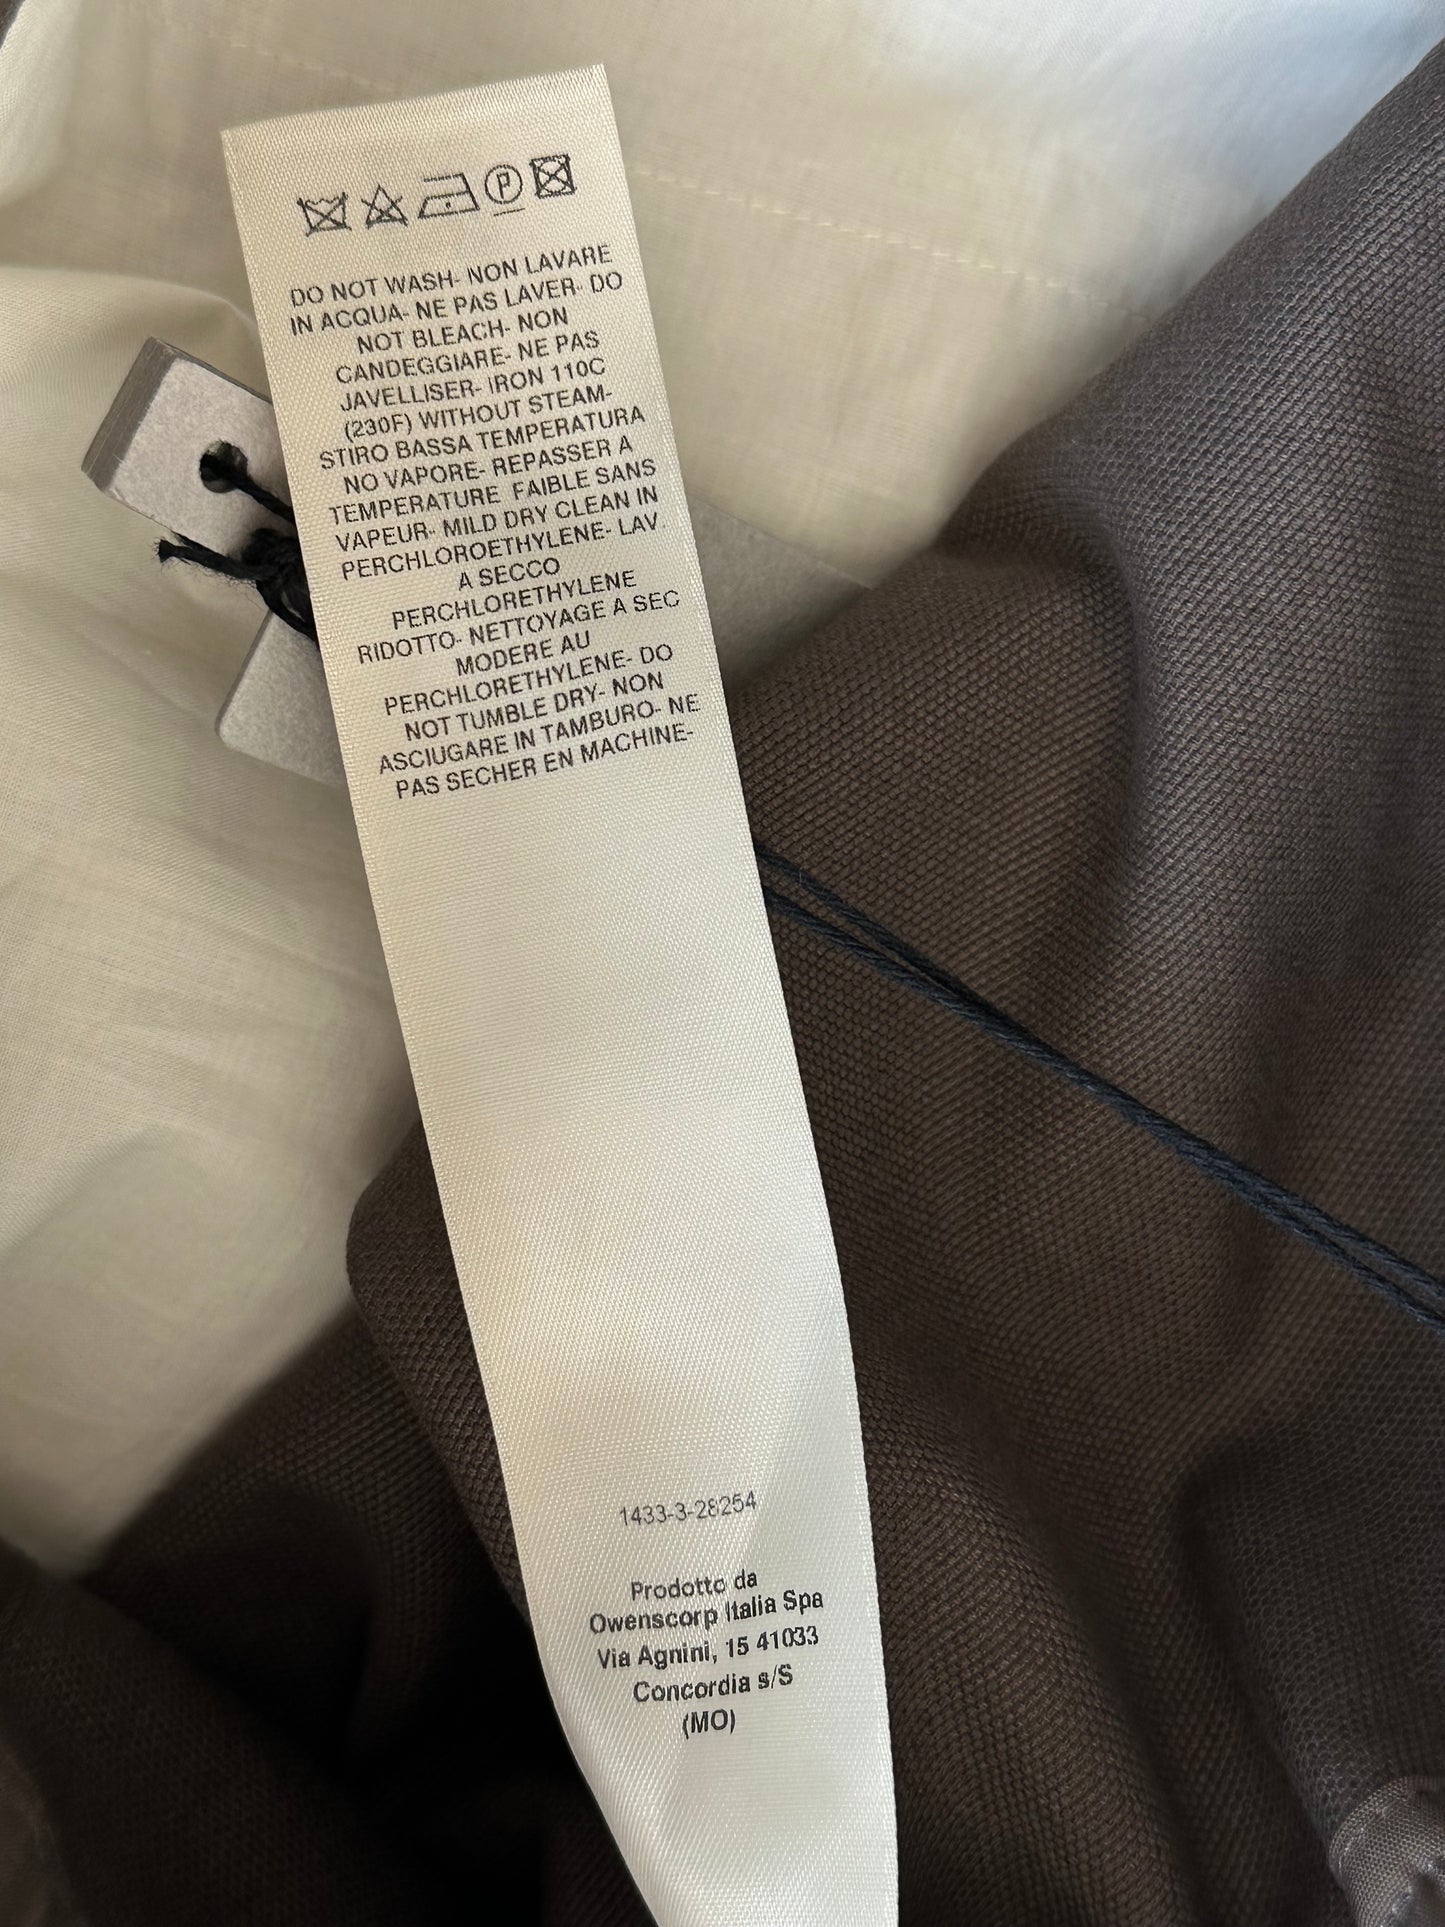 P
DO NOT WASH- NON LAVARE
IN ACQUA- NE PAS LAVER- DO
NOT BLEACH- NON
CANDEGGIARE- NE PAS
JAVELLISER- IRON 110C
(230F) WITHOUT STEAM-
STIRO BASSA TEMPERATURA
NO VAPORE- REPASSER A
TEMPERATURE FAIBLE SANS
VAPEUR- MILD DRY CLEAN IN
PERCHLOROETHYLENE- LAV.
A SECCO
PERCHLORETHYLENE
RIDOTTO- NETTOYAGE A SEC
MODERE AU
PERCHLORETHYLENE- DO
NOT TUMBLE DRY- NON
ASCIUGARE IN TAMBURO- NE
PAS SECHER EN MACHINE-
1433-3-28254
Prodotto da
Owenscorp Italia Spa
Via Agnini, 15 41033
Concordia s/S
(MO)